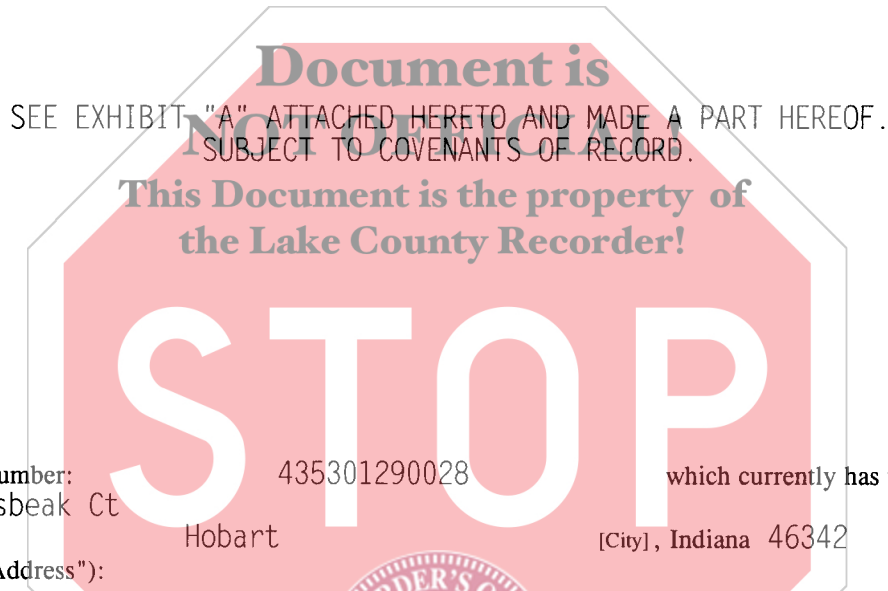 Document is
SEE EXHIBIT "A" ATTACHED HERETO AND MADE A PART HEREOF.
NOT OFFICIAL!
SUBJECT TO COVENANTS OF RECORD.
This Document is the property of
the Lake County Recorder!
STOP
umber: 435301290028 which currently has
sbeak Ct
Hobart [City], Indiana 46342
Address"):
RDER'S